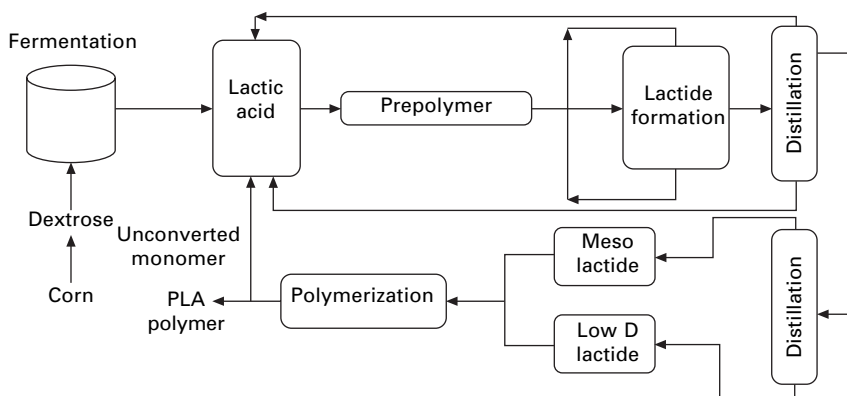 Fermentation
Lactic
acid
Prepolymer
Lactide
formation
Distillation
Dextrose
Corn
Unconverted
monomer
PLA
polymer
Polymerization
Meso
lactide
Low D
lactide
Distillation